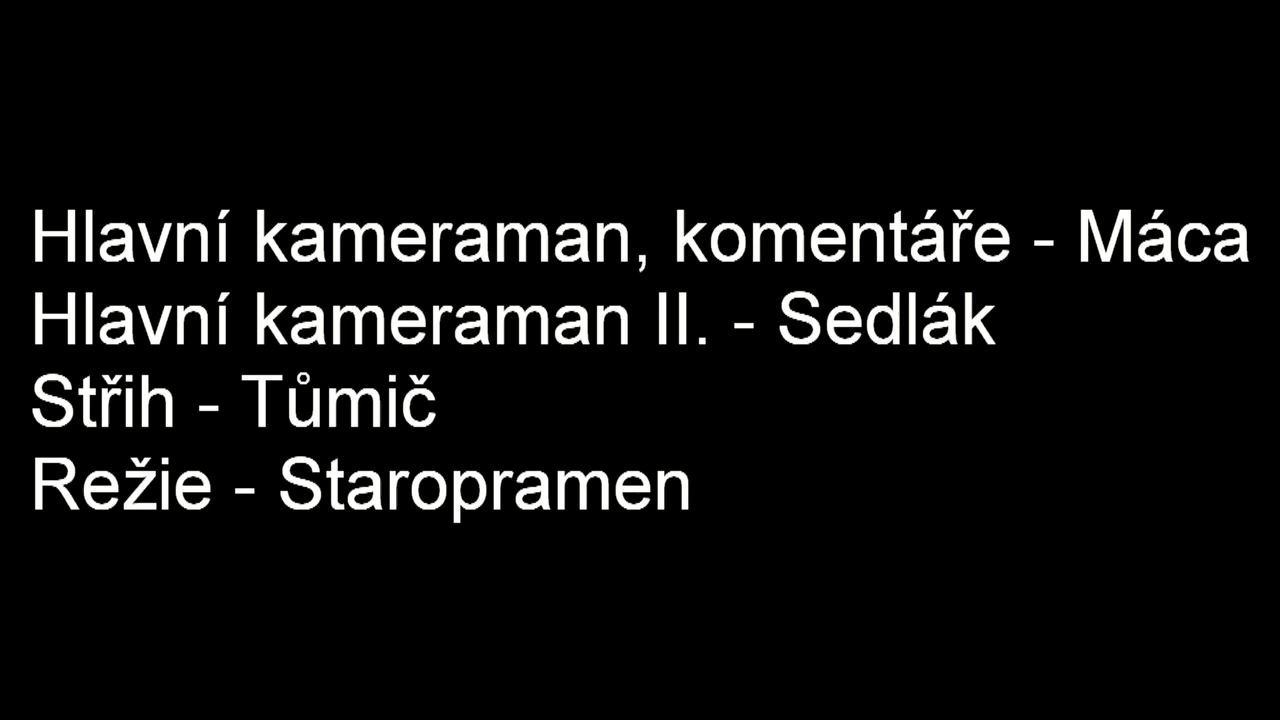 Hlavní kameraman, komentáře - Máca
Hlavní kameraman II. - Sedlák
Střih - Tůmič
Režie - Staropramen